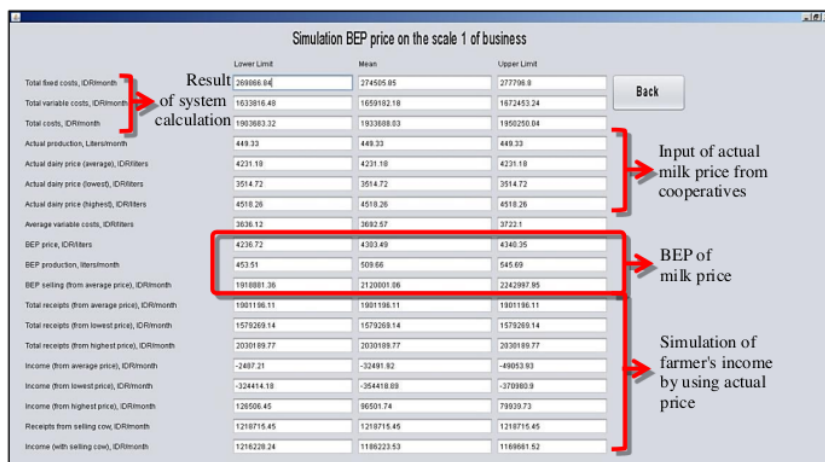 Simulation BEP price on the scale 1 of business
Lower Limit Mean Upper Limit
Total fixed costs, IDR/month 269866.84 274505.85 277796.8
Total variable costs, IDR/month 1633816.48 1659182.18 1672453.24
Total costs, IDR/month 1903683.32 1933688.03 1950250.04
Actual production, Liters/month 449.33 449.33 449.33
Actual dairy price (average), IDR/liters 4231.18 4231.18 4231.18
Actual dairy price (lowest), IDR/liters 3514.72 3514.72 3514.72
Actual dairy price (highest), IDR/liters 4518.26 4518.26 4518.26
Average variable costs, IDR/liters 3636.12 3692.57 3722.1
BEP price, IDR/liters 4236.72 4303.49 4340.35
BEP production, liters/month 453.51 509.66 545.69
BEP selling (from average price), IDR/month 1918881.36 2120001.06 2242997.95
Total receipts (from average price), IDR/month 1901196.11 1901196.11 1901196.11
Total receipts (from lowest price), IDR/month 1579269.14 1579269.14 1579269.14
Total receipts (from highest price), IDR/month 2030189.77 2030189.77 2030189.77
Income (from average price), IDR/month -2487.21 -32491.92 -49053.93
Income (from lowest price), IDR/month -324414.18 -354418.89 -370980.9
Income (from highest price), IDR/month 126506.45 96501.74 79939.73
Receipts from selling cow, IDR/month 1218715.45 1218715.45 1218715.45
Income (with selling cow), IDR/month 1216228.24 1186223.53 1169661.52
Back
Result
of system
calculation
Input of actual
milk price from
cooperatives
BEP of
milk price
Simulation of
farmer's income
by using actual
price